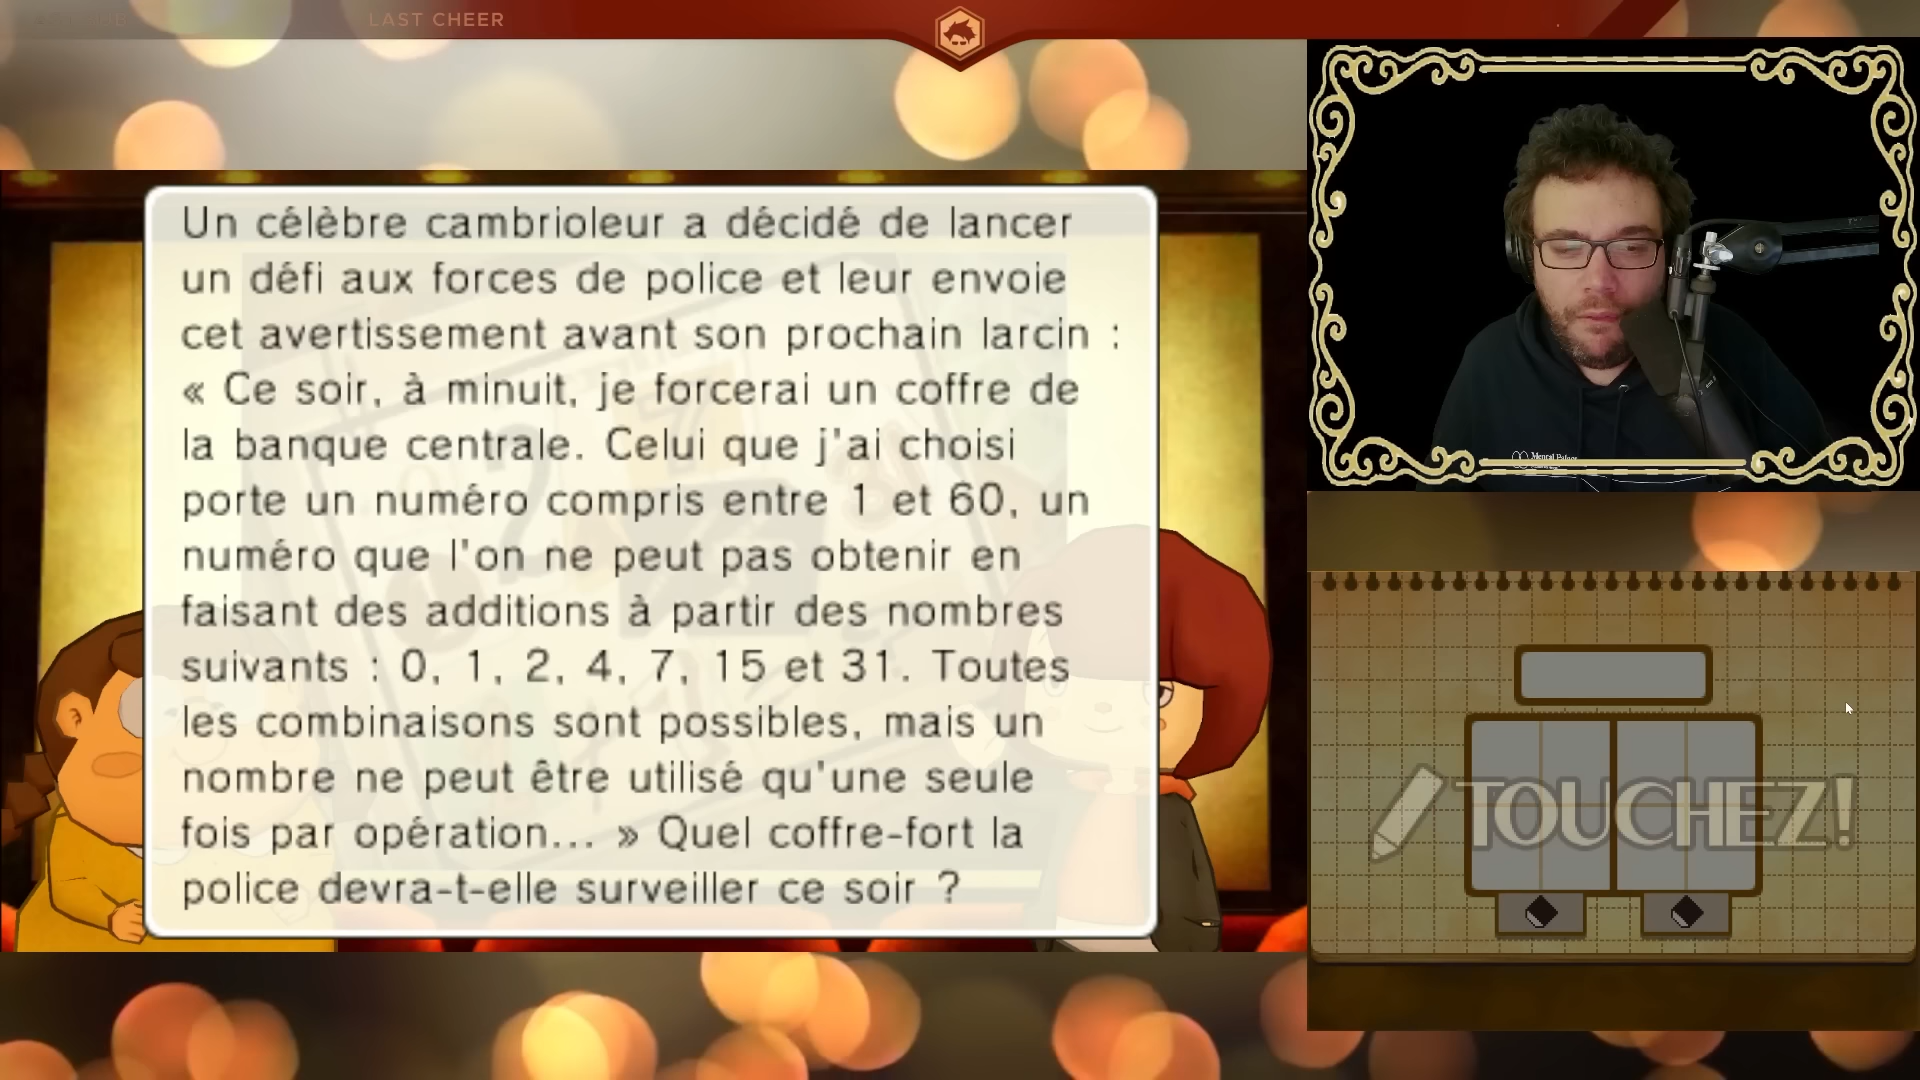 LAST CHEER
Un célèbre cambrioleur a décidé de lancer
un défi aux forces de police et leur envoie
cet avertissement avant son prochain larcin :
« Ce soir, à minuit, je forcerai un coffre de
la banque centrale. Celui que j'ai choisi
porte un numéro compris entre 1 et 60, un
numéro que l'on ne peut pas obtenir en
faisant des additions à partir des nombres
suivants : 0, 1, 2, 4, 7, 15 et 31. Toutes
les combinaisons sont possibles, mais un
nombre ne peut être utilisé qu'une seule
fois par opération... » Quel coffre-fort la
police devra-t-elle surveiller ce soir ?
TOUCHEZ!